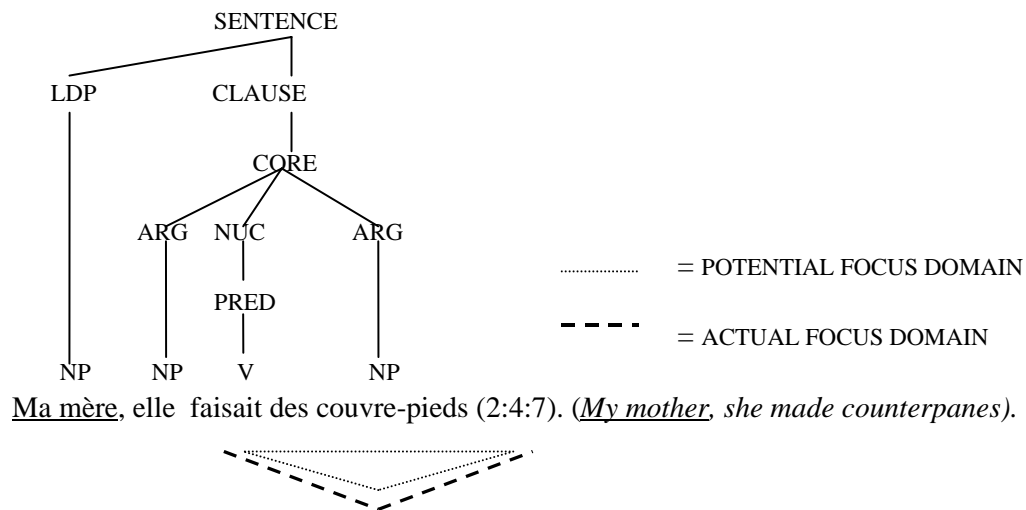 SENTENCE
LDP CLAUSE
CORE
ARG NUC ARG
= POTENTIAL FOCUS DOMAIN
PRED
= ACTUAL FOCUS DOMAIN
NP NP V NP
Ma mère, elle faisait des couvre-pieds (2:4:7). (My mother, she made counterpanes).